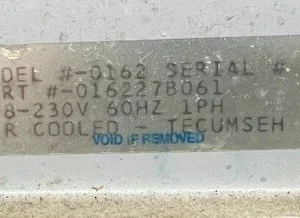 DEL #-0162 SERIAL #
RT #-016227B061
8-230V 60HZ 1PH
R COOLED - TECUMSEH
VOID IF REMOVED